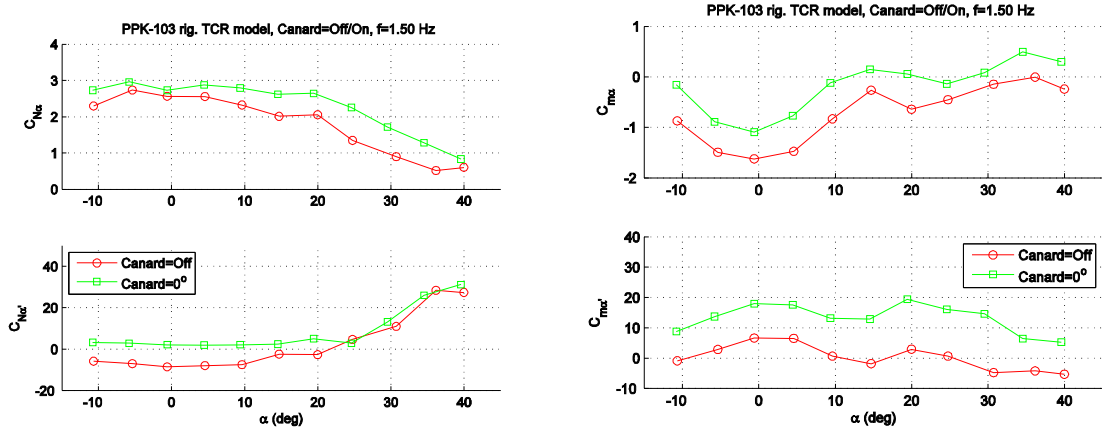 PPK-103 rig. TCR model, Canard=Off/On, f=1.50 Hz
4
3
2
1
0
C_Nα
-10 0 10 20 30 40
40
20
0
-20
C_Nα'
Canard=Off
Canard=0°
-10 0 10 20 30 40
α (deg)
PPK-103 rig. TCR model, Canard=Off/On, f=1.50 Hz
1
0
-1
-2
C_mα
-10 0 10 20 30 40
40
30
20
10
0
-10
C_mα'
Canard=Off
Canard=0°
-10 0 10 20 30 40
α (deg)